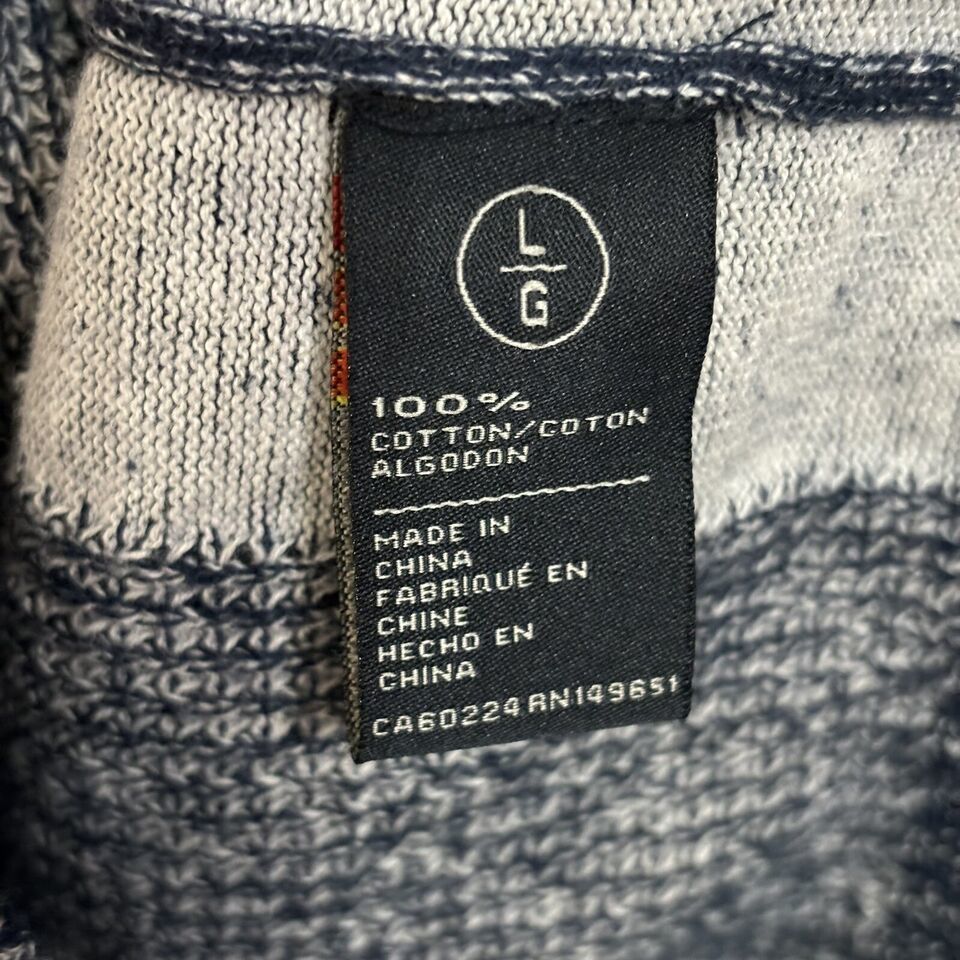 L
G
100%
COTTON/COTON
ALGODON
MADE IN
CHINA
FABRIQUÉ EN
CHINE
HECHO EN
CHINA
CA60224 RN149651